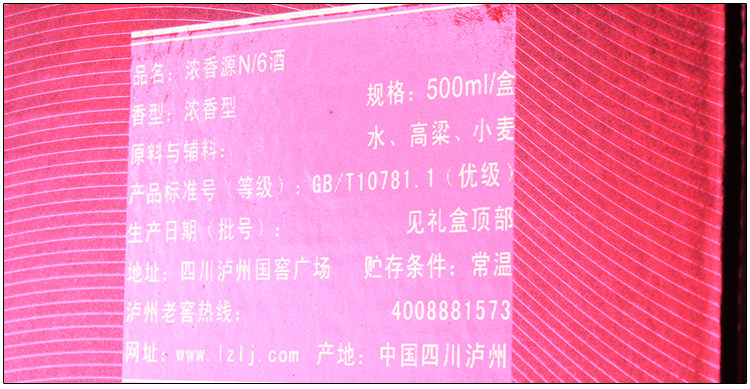 品名：浓香源N/6酒
香型：浓香型 规格：500ml/盒
原料与辅料： 水、高粱、小麦
产品标准号（等级）：GB/T10781.1（优级）
生产日期（批号）： 见礼盒顶部
地址：四川泸州国窖广场 贮存条件：常温
泸州老窖热线： 4008881573
网址：www.lzlj.com 产地：中国四川泸州